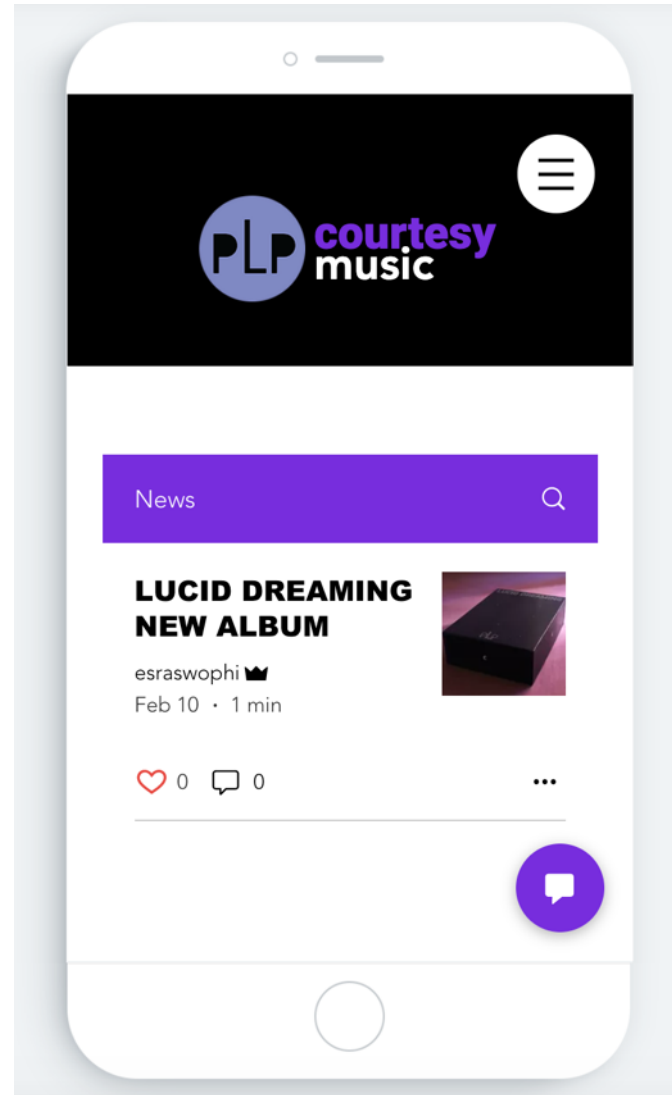 PLP
courtesy
music
News
LUCID DREAMING
NEW ALBUM
esraswophi
Feb 10 · 1 min
0
0